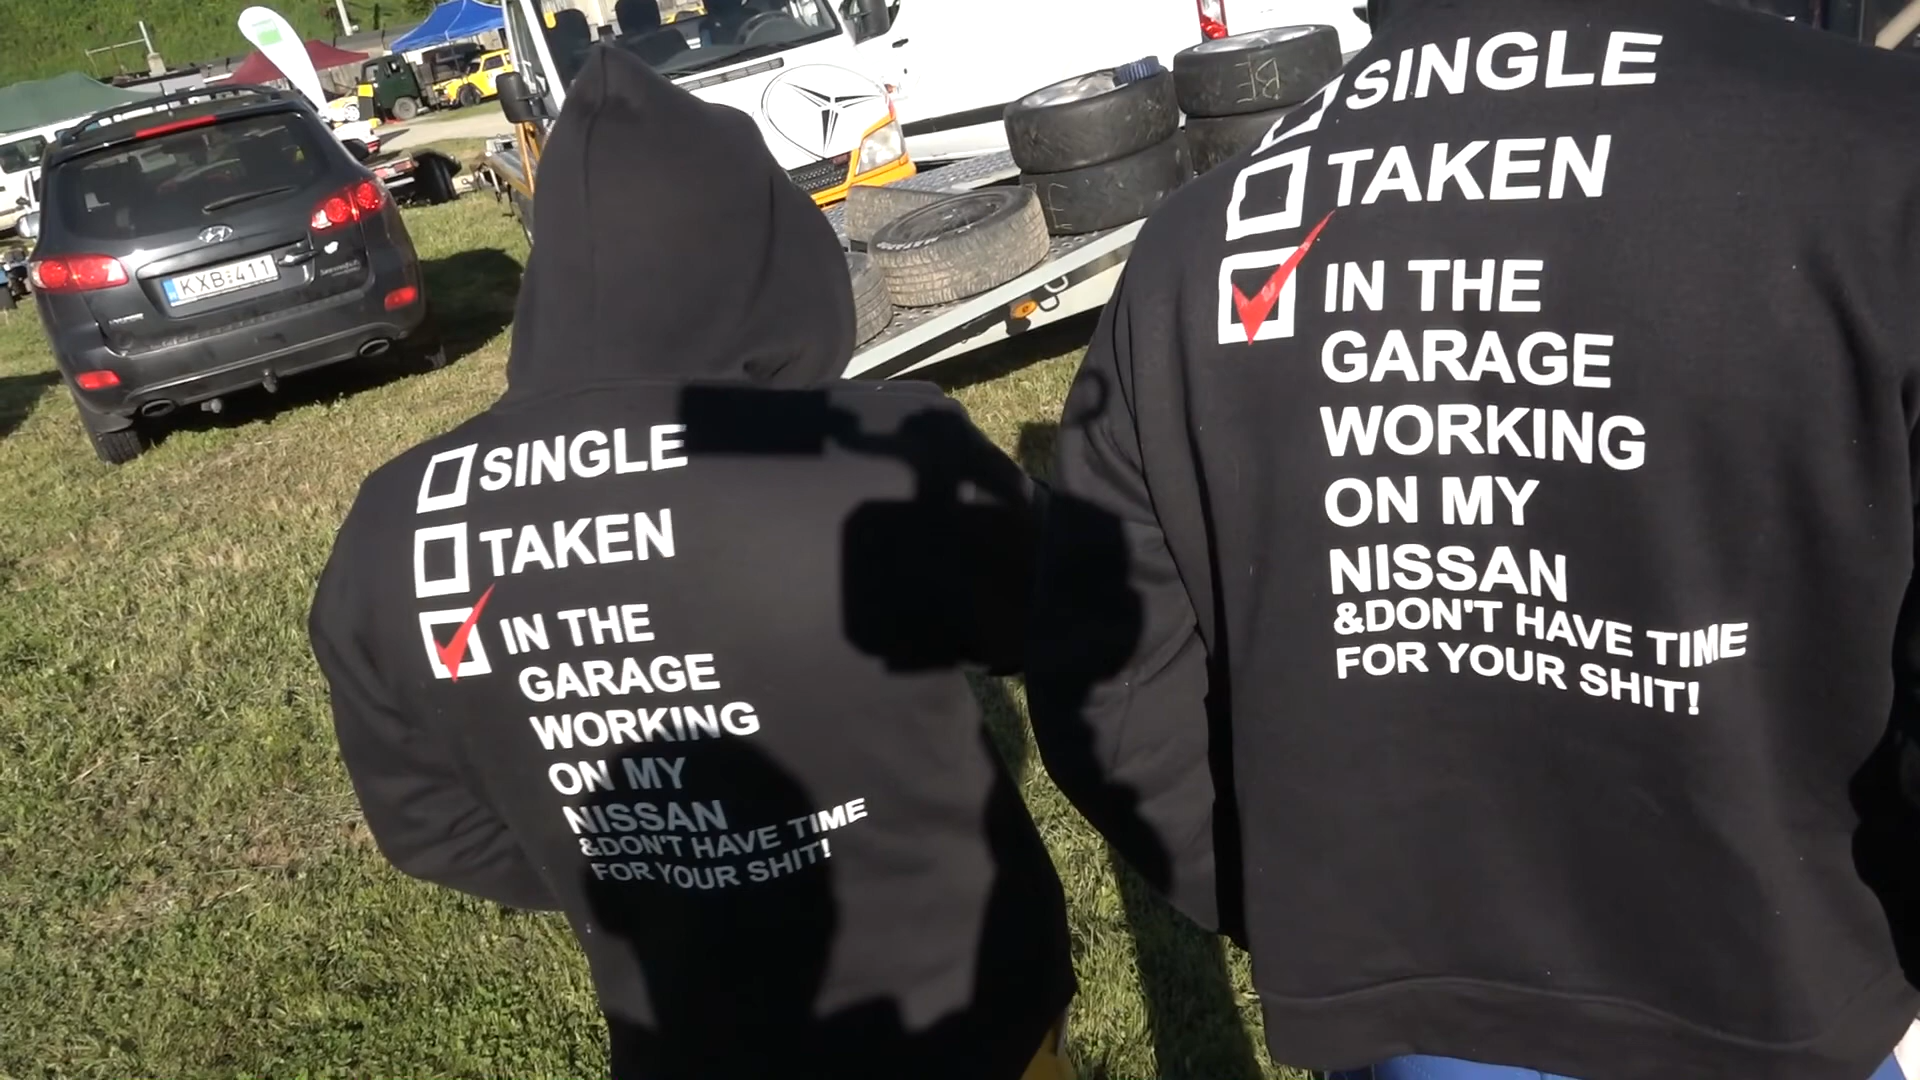 KXB-411
BE
SINGLE
TAKEN
IN THE
GARAGE
WORKING
ON MY
NISSAN
&DON'T HAVE TIME
FOR YOUR SHIT!
SINGLE
TAKEN
IN THE
GARAGE
WORKING
ON MY
NISSAN
&DON'T HAVE TIME
FOR YOUR SHIT!